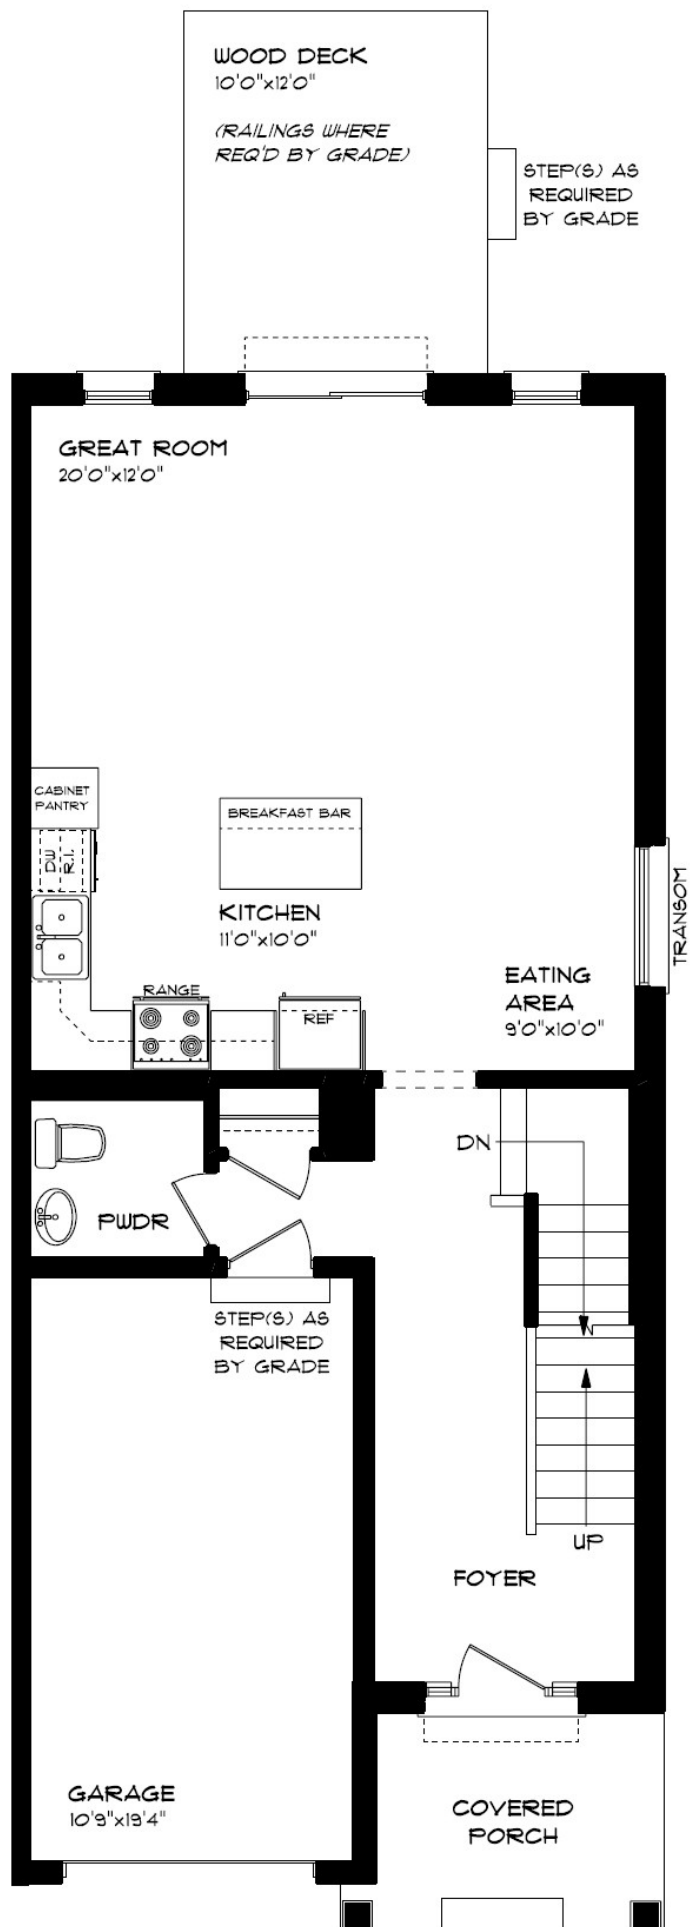 WOOD DECK
10'0"x12'0"
(RAILINGS WHERE
REQ'D BY GRADE)
STEP(S) AS
REQUIRED
BY GRADE
GREAT ROOM
20'0"x12'0"
CABINET
PANTRY
BREAKFAST BAR
DW
R.I.
TRANSOM
KITCHEN
11'0"x10'0"
EATING
AREA
9'0"x10'0"
RANGE
REF
DN
PWDR
STEP(S) AS
REQUIRED
BY GRADE
UP
FOYER
GARAGE
10'9"x19'4"
COVERED
PORCH